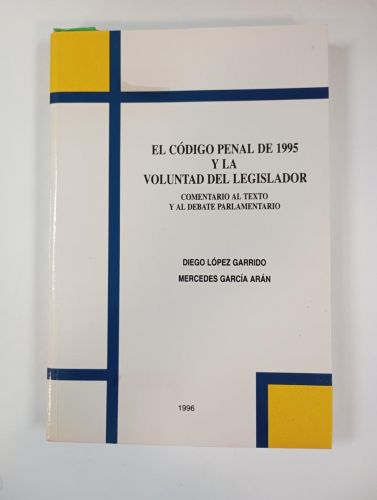 EL CÓDIGO PENAL DE 1995
Y LA
VOLUNTAD DEL LEGISLADOR
COMENTARIO AL TEXTO
Y AL DEBATE PARLAMENTARIO
DIEGO LÓPEZ GARRIDO
MERCEDES GARCÍA ARÁN
1996